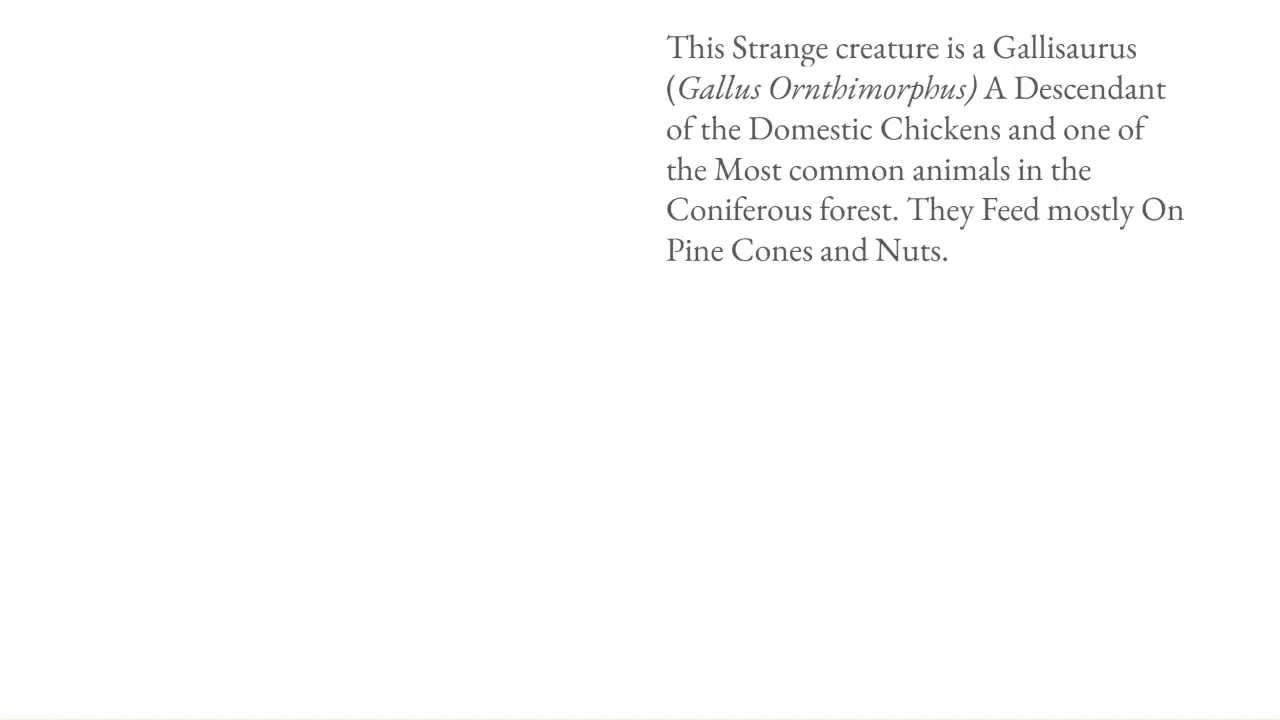 This Strange creature is a Gallisaurus
(Gallus Ornthimorphus) A Descendant
of the Domestic Chickens and one of
the Most common animals in the
Coniferous forest. They Feed mostly On
Pine Cones and Nuts.